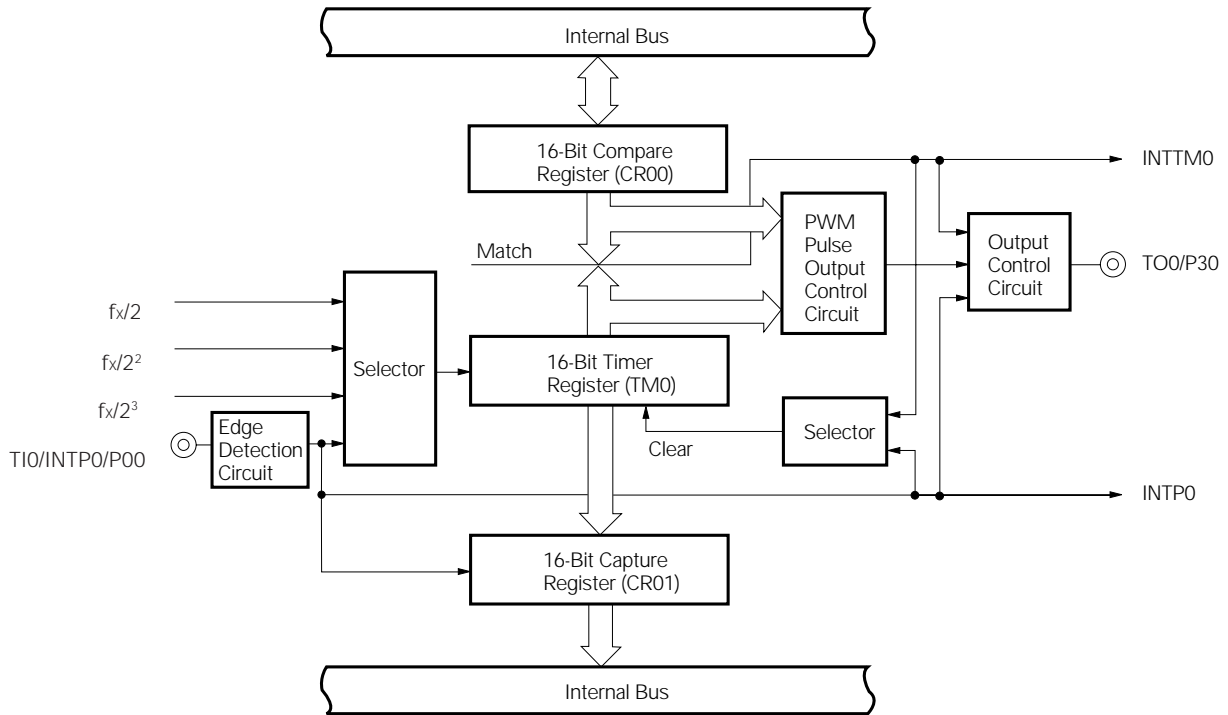 Internal Bus
16-Bit Compare
Register (CR00)
INTTM0
PWM
Pulse
Output
Control
Circuit
Output
Control
Circuit
TO0/P30
Match
fx/2
fx/2²
fx/2³
Selector
16-Bit Timer
Register (TM0)
TI0/INTP0/P00
Edge
Detection
Circuit
Clear
Selector
INTP0
16-Bit Capture
Register (CR01)
Internal Bus